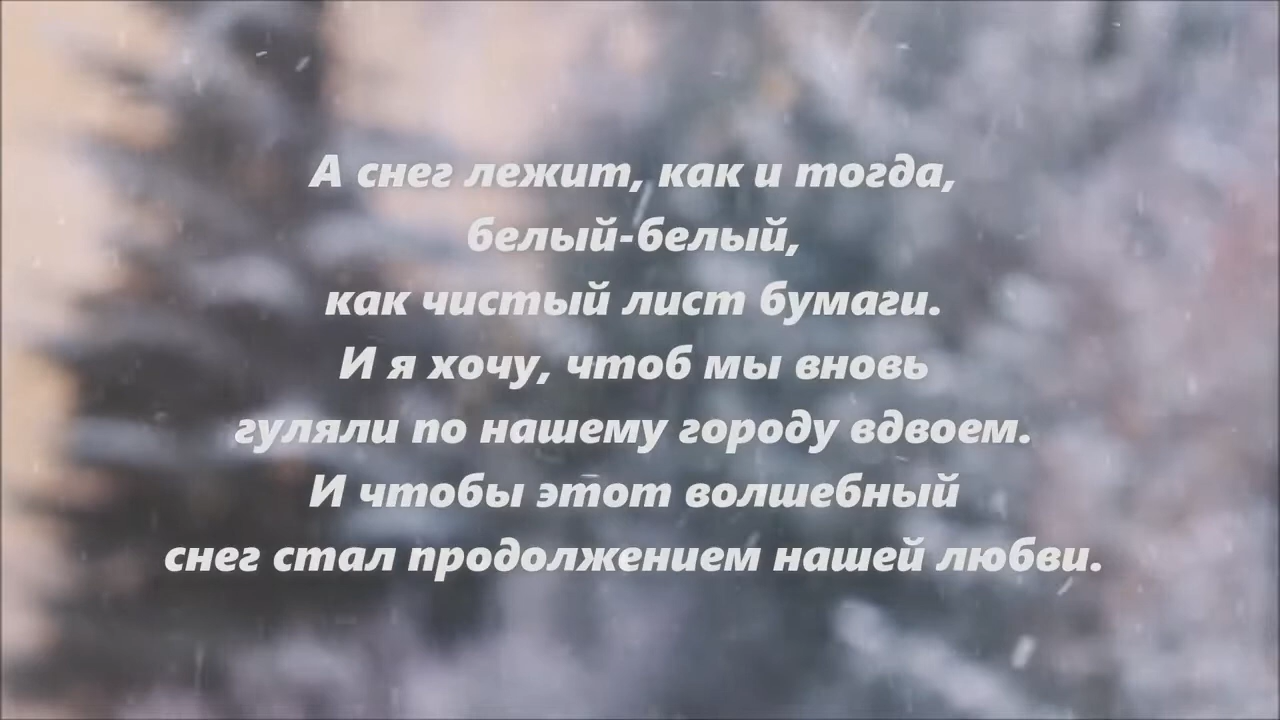 А снег лежит, как и тогда,
белый-белый,
как чистый лист бумаги.
И я хочу, чтоб мы вновь
гуляли по нашему городу вдвоем.
И чтобы этот волшебный
снег стал продолжением нашей любви.